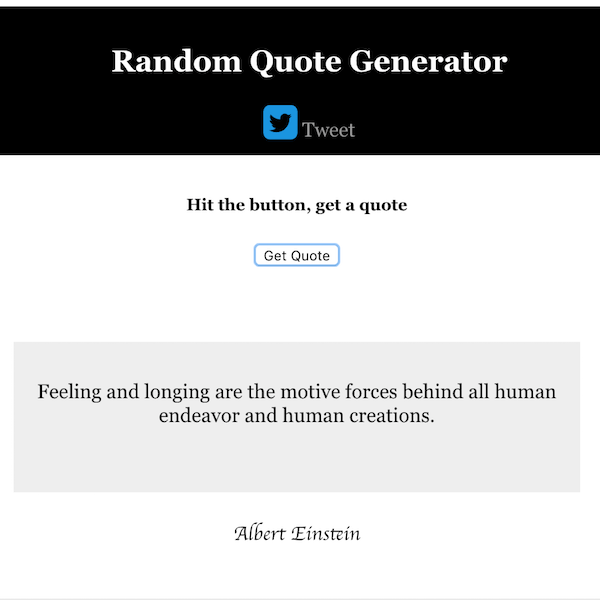 Random Quote Generator
Tweet
Hit the button, get a quote
Get Quote
Feeling and longing are the motive forces behind all human
endeavor and human creations.
Albert Einstein